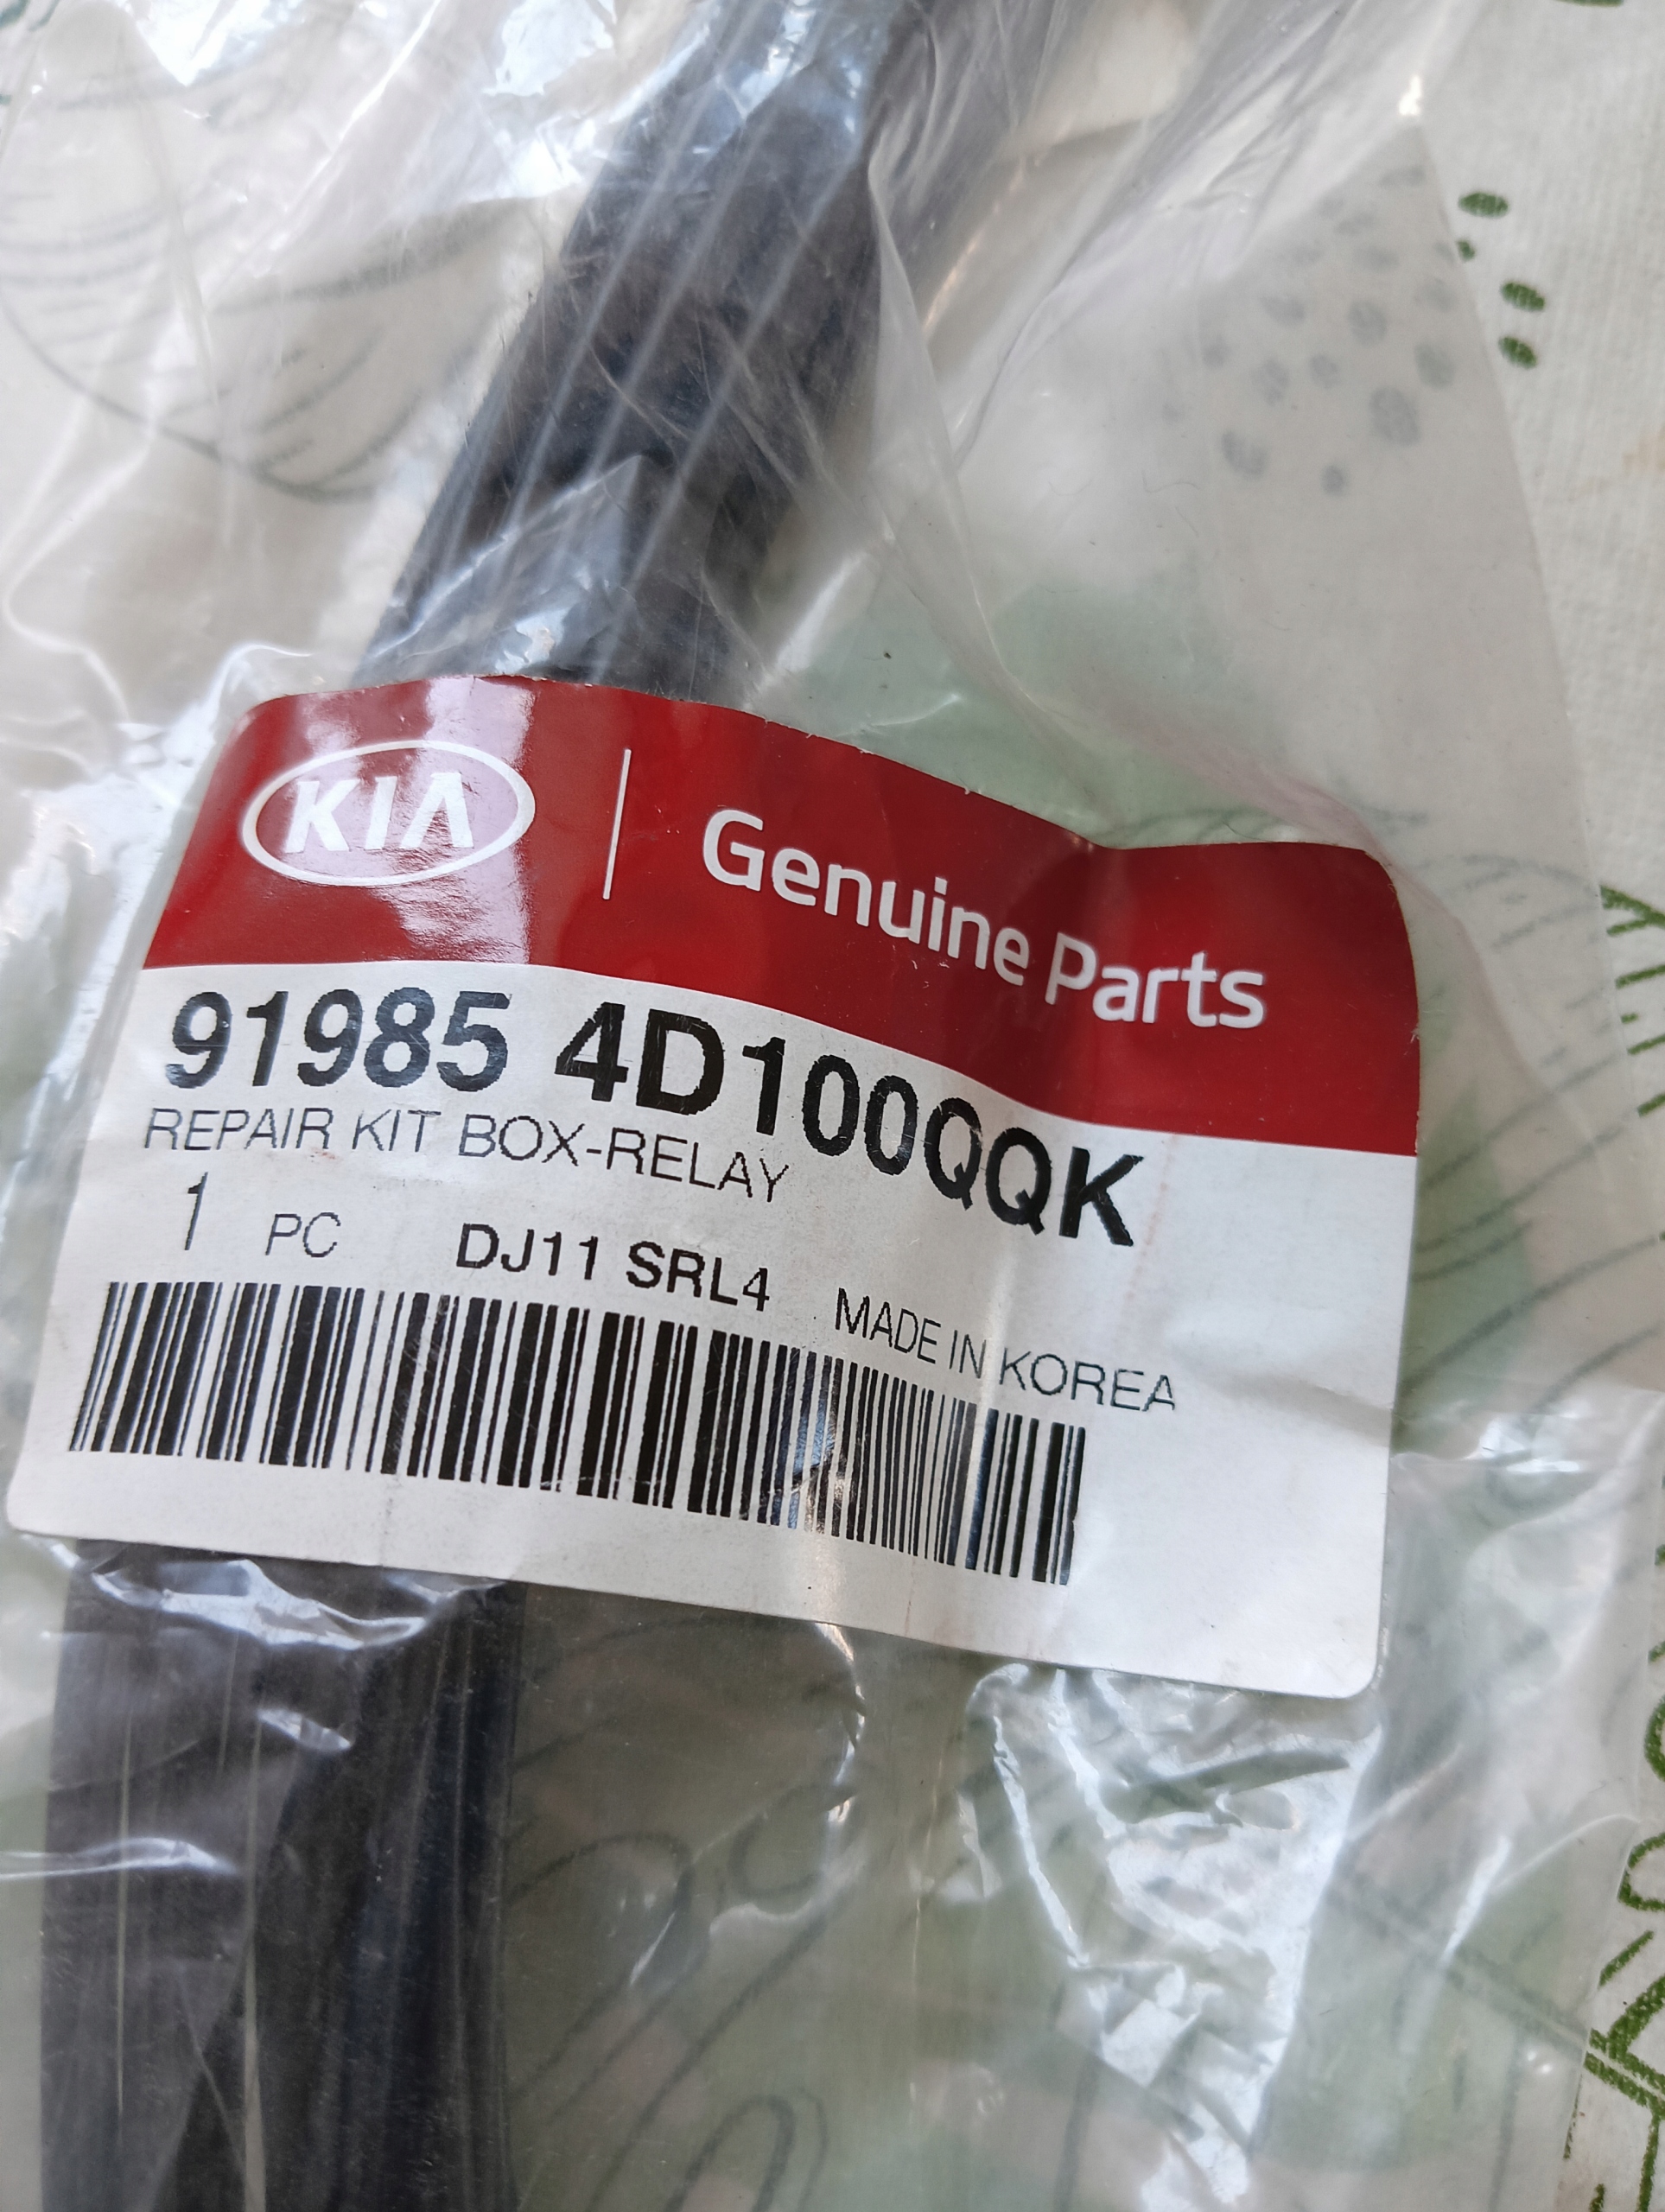 KIA Genuine Parts
91985 4D100QQK
REPAIR KIT BOX-RELAY
1 PC DJ11 SRL4 MADE IN KOREA